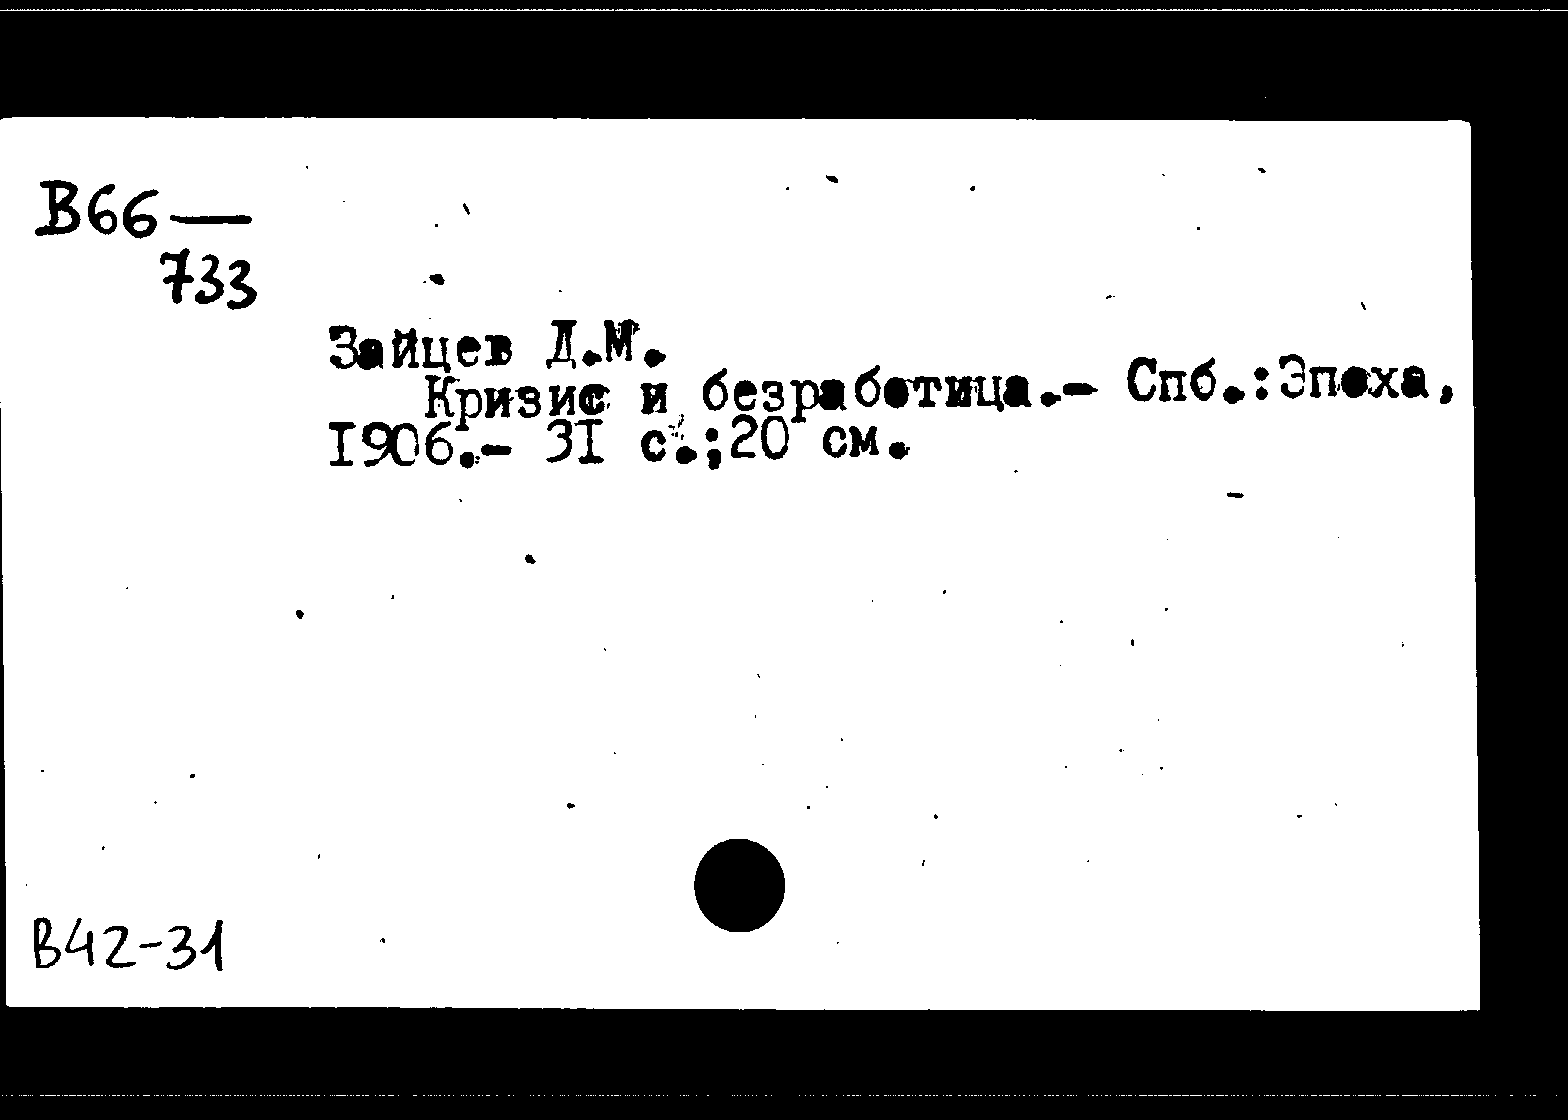 В66—
733
Зайцев Д.М.
Кризис и безработица.- Спб.:Эпоха,
1906.- 31 с.;20 см.
В42-31